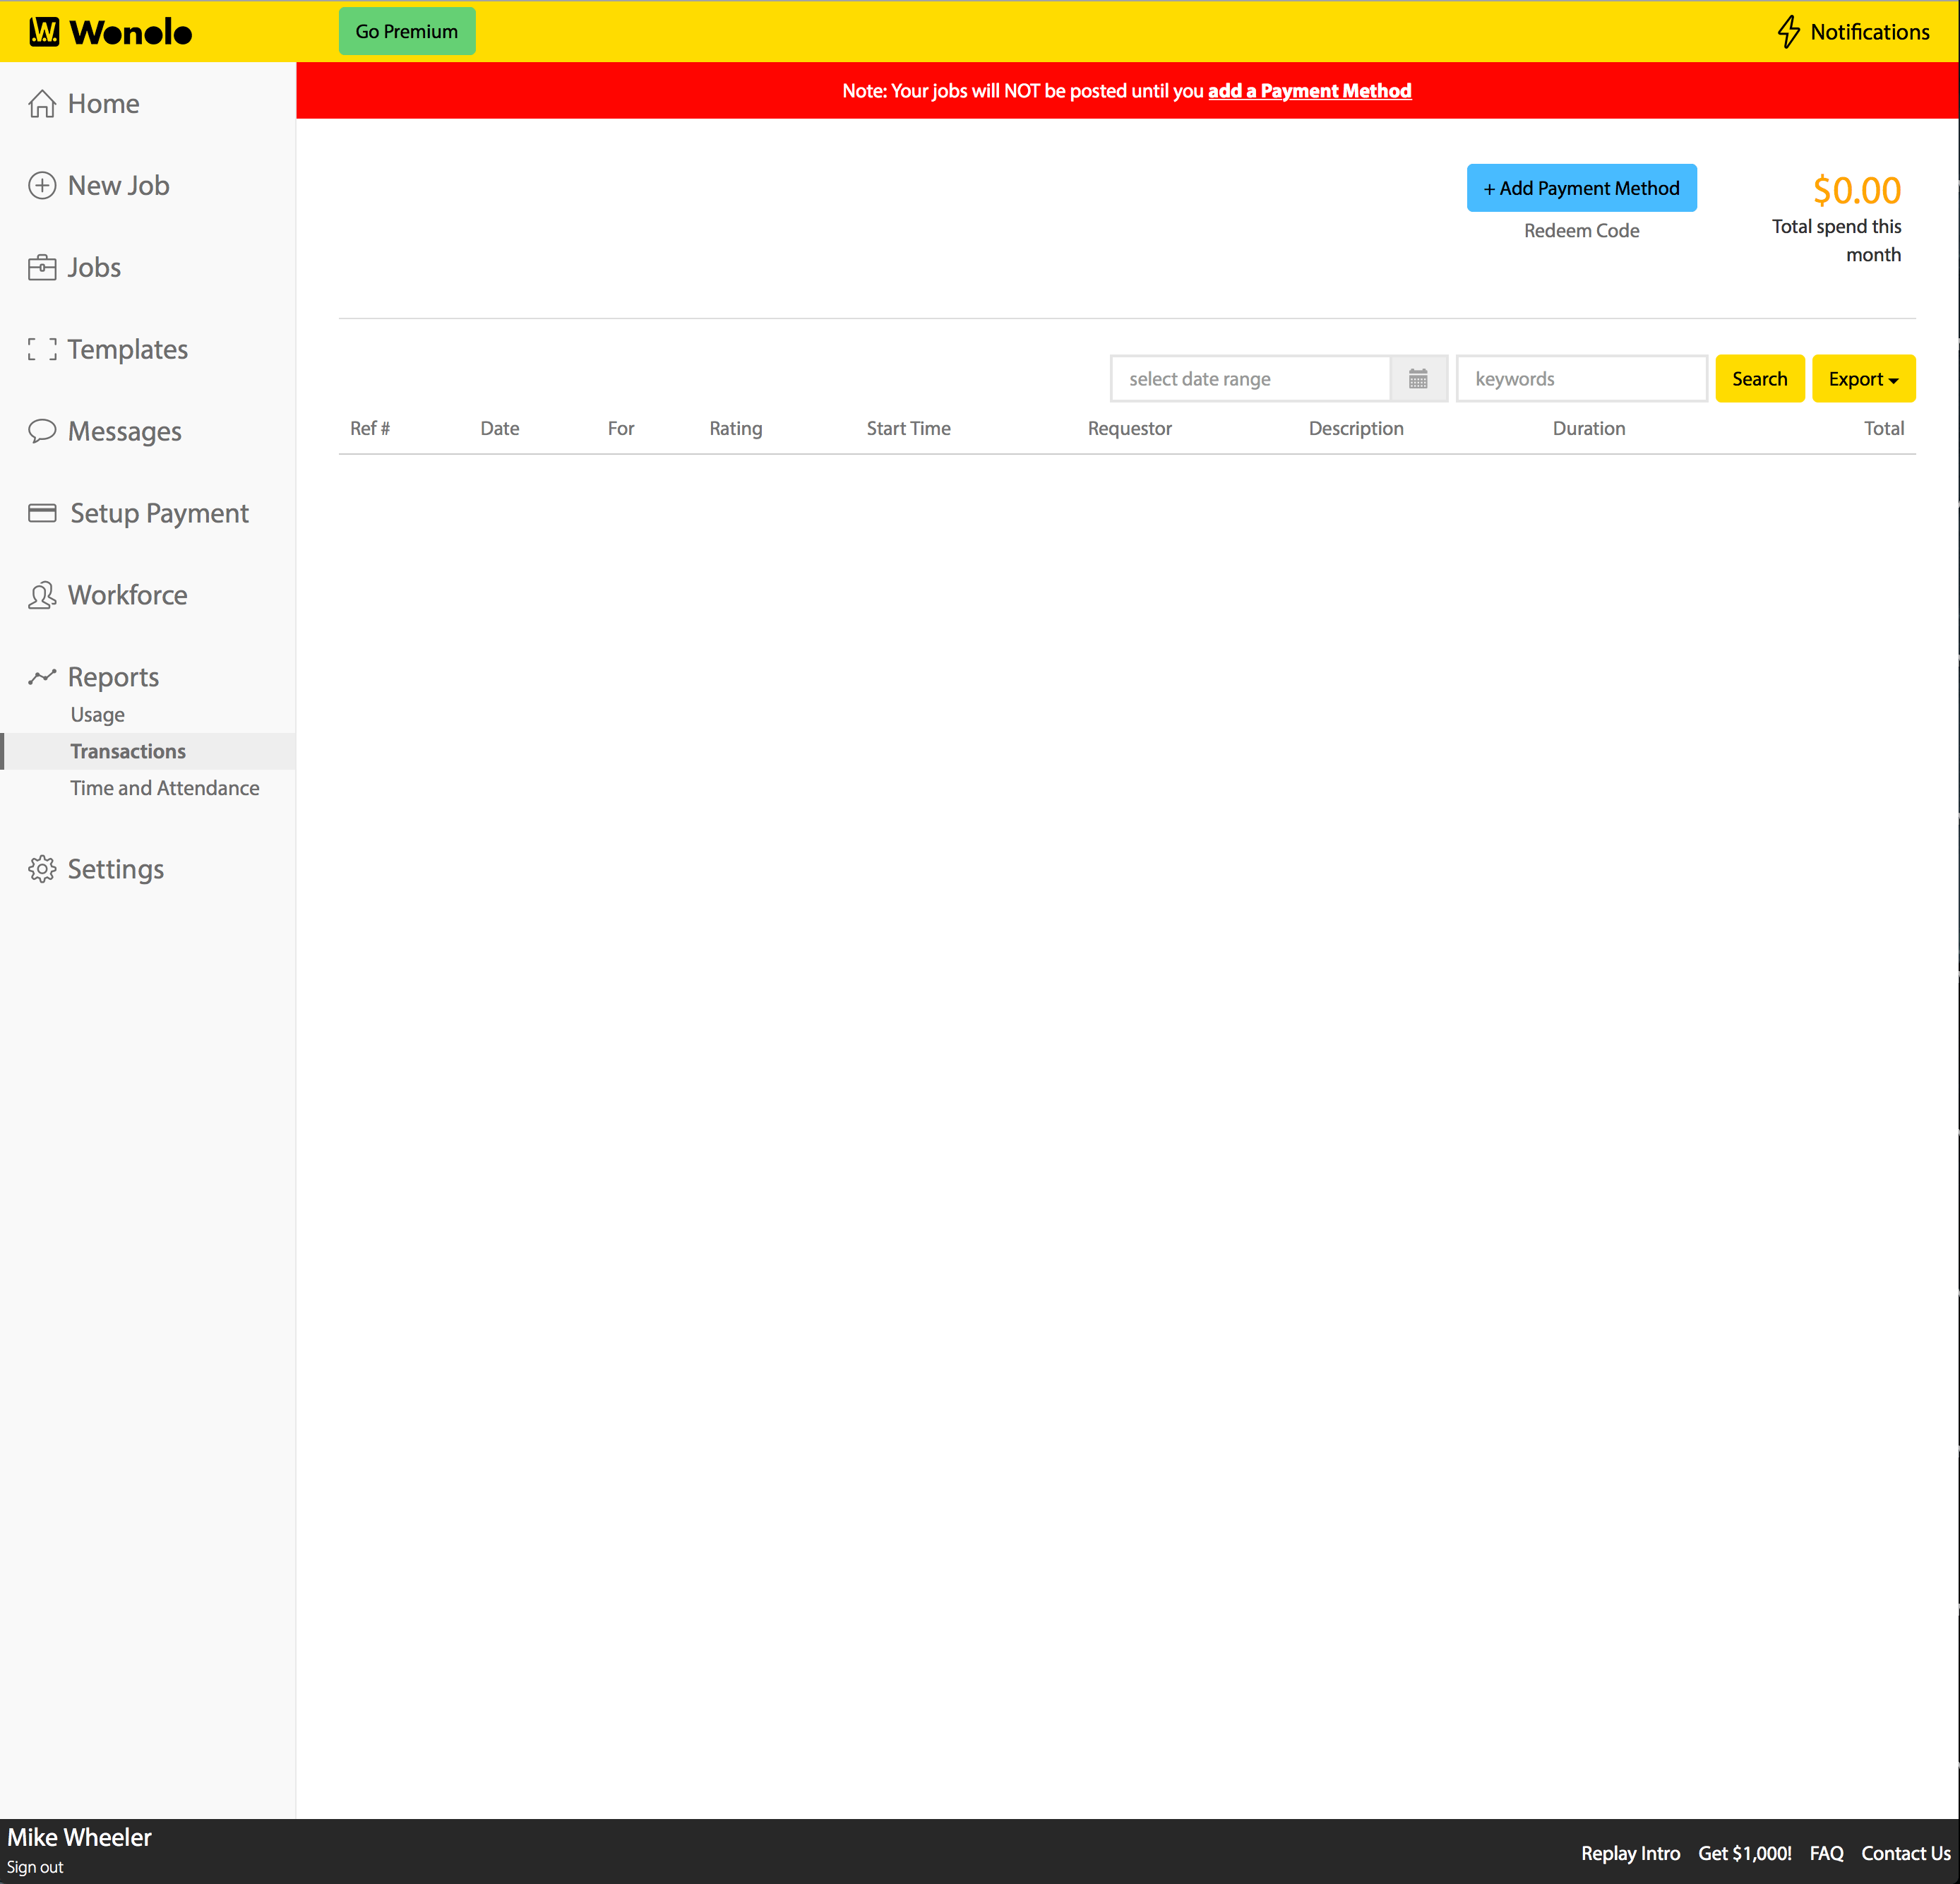 W. Wonolo
Go Premium
Notifications
Note: Your jobs will NOT be posted until you add a Payment Method
Home
New Job
Jobs
Templates
Messages
Setup Payment
Workforce
Reports
Usage
Transactions
Time and Attendance
Settings
+ Add Payment Method
Redeem Code
$0.00
Total spend this
month
select date range
keywords
Search
Export
Ref # Date For Rating Start Time Requestor Description Duration Total
Mike Wheeler
Sign out
Replay Intro Get $1,000! FAQ Contact Us